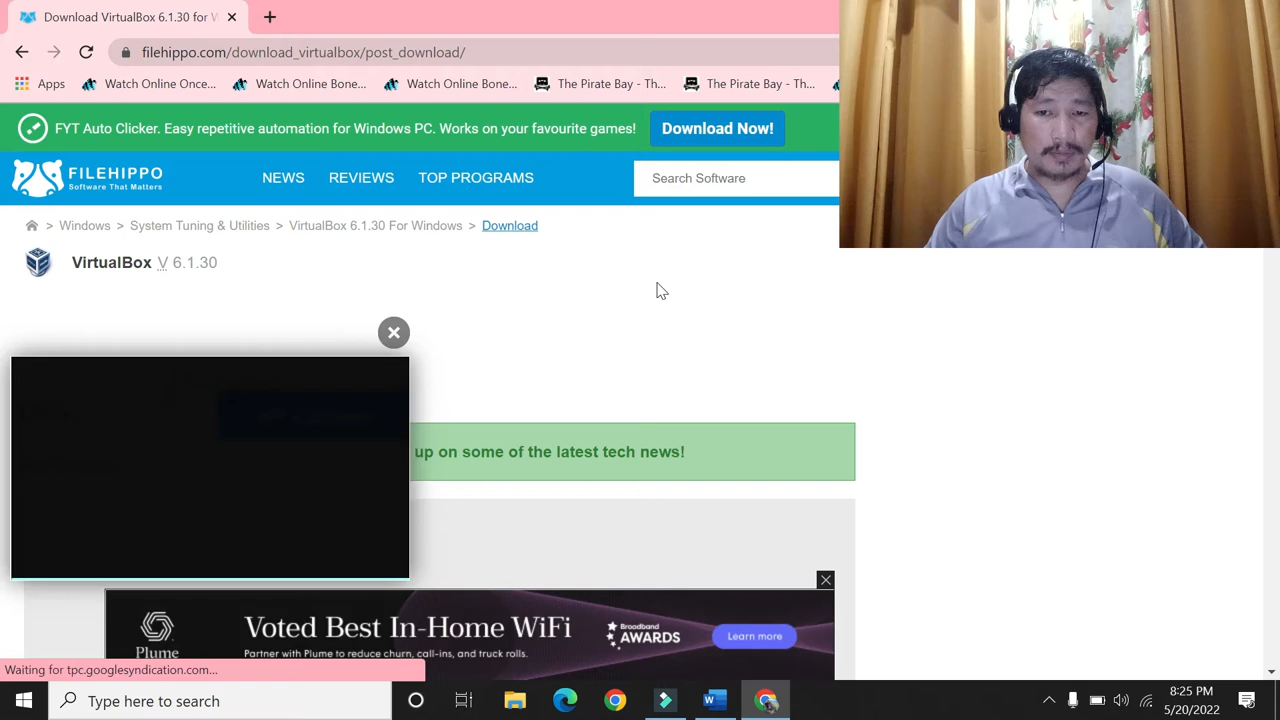 Download VirtualBox 6.1.30 for W
filehippo.com/download_virtualbox/post_download/
Apps
Watch Online Once...
Watch Online Bone...
Watch Online Bone...
The Pirate Bay - Th...
The Pirate Bay - Tha...
FYT Auto Clicker. Easy repetitive automation for Windows PC. Works on your favourite games!
Download Now!
FILEHIPPO
Software That Matters
NEWS
REVIEWS
TOP PROGRAMS
Search Software
> Windows > System Tuning & Utilities > VirtualBox 6.1.30 For Windows > Download
VirtualBox V 6.1.30
up on some of the latest tech news!
Plume
Voted Best In-Home WiFi
Partner with Plume to reduce churn, call-ins, and truck rolls.
Broadband
AWARDS
Learn more
Waiting for tpc.googlesyndication.com...
Type here to search
8:25 PM
5/20/2022